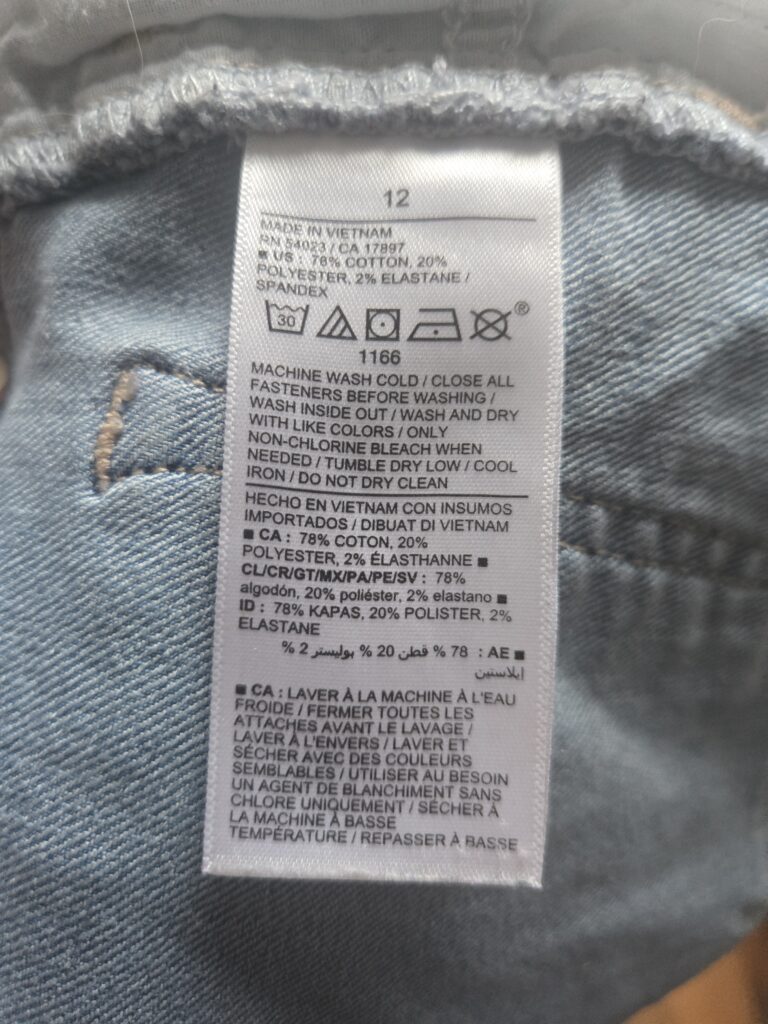 12
MADE IN VIETNAM
RN 54023 / CA 17897
■ US : 78% COTTON, 20%
POLYESTER, 2% ELASTANE /
SPANDEX
30
®
1166
MACHINE WASH COLD / CLOSE ALL
FASTENERS BEFORE WASHING /
WASH INSIDE OUT / WASH AND DRY
WITH LIKE COLORS / ONLY
NON-CHLORINE BLEACH WHEN
NEEDED / TUMBLE DRY LOW / COOL
IRON / DO NOT DRY CLEAN
HECHO EN VIETNAM CON INSUMOS
IMPORTADOS / DIBUAT DI VIETNAM
■ CA : 78% COTON, 20%
POLYESTER, 2% ÉLASTHANNE ■
CL/CR/GT/MX/PA/PE/SV : 78%
algodón, 20% poliéster, 2% elastano ■
ID : 78% KAPAS, 20% POLISTER, 2%
ELASTANE
■ AE : 78 % قطن 20 % بوليستر 2 %
ايلاستين
■ CA : LAVER À LA MACHINE À L'EAU
FROIDE / FERMER TOUTES LES
ATTACHES AVANT LE LAVAGE /
LAVER À L'ENVERS / LAVER ET
SÉCHER AVEC DES COULEURS
SEMBLABLES / UTILISER AU BESOIN
UN AGENT DE BLANCHIMENT SANS
CHLORE UNIQUEMENT / SÉCHER À
LA MACHINE À BASSE
TEMPÉRATURE / REPASSER À BASSE